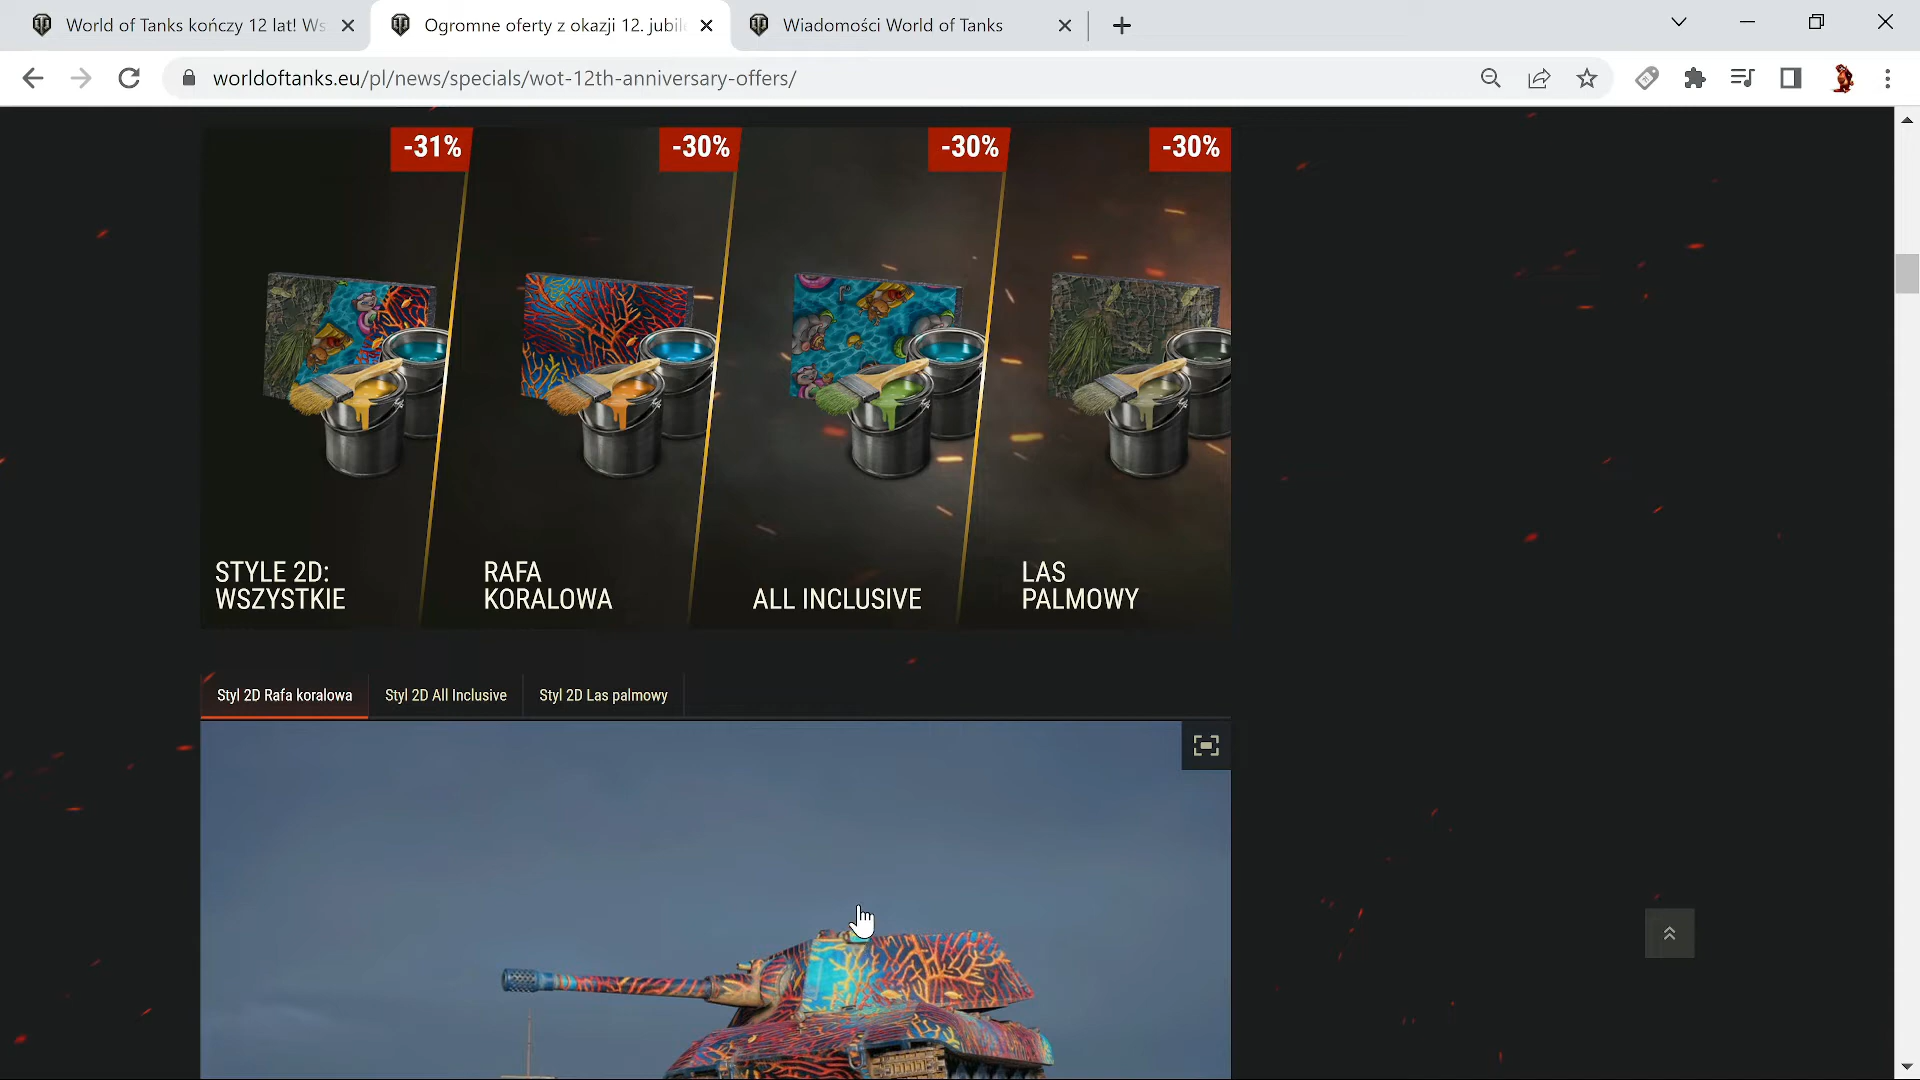 World of Tanks kończy 12 lat! Ws
Ogromne oferty z okazji 12. jubil
Wiadomości World of Tanks
worldoftanks.eu/pl/news/specials/wot-12th-anniversary-offers/
-31%
-30%
-30%
-30%
STYLE 2D:
WSZYSTKIE
RAFA
KORALOWA
ALL INCLUSIVE
LAS
PALMOWY
Styl 2D Rafa koralowa
Styl 2D All Inclusive
Styl 2D Las palmowy